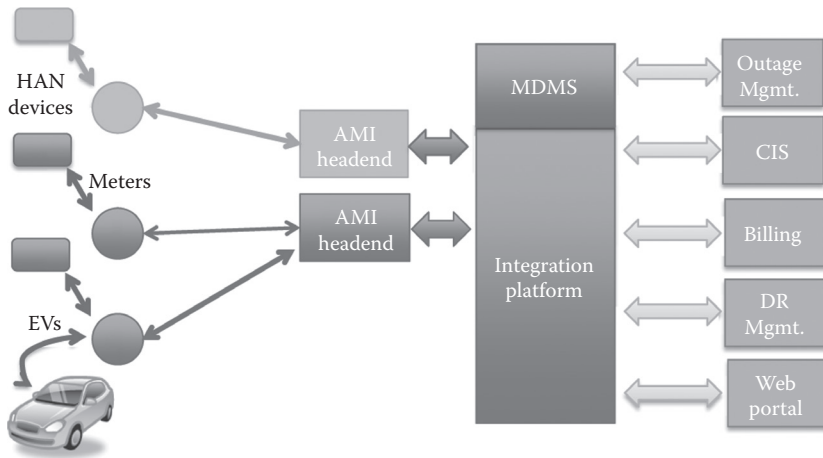 HAN
devices
Meters
EVs
AMI
headend
AMI
headend
MDMS
Integration
platform
Outage
Mgmt.
CIS
Billing
DR
Mgmt.
Web
portal